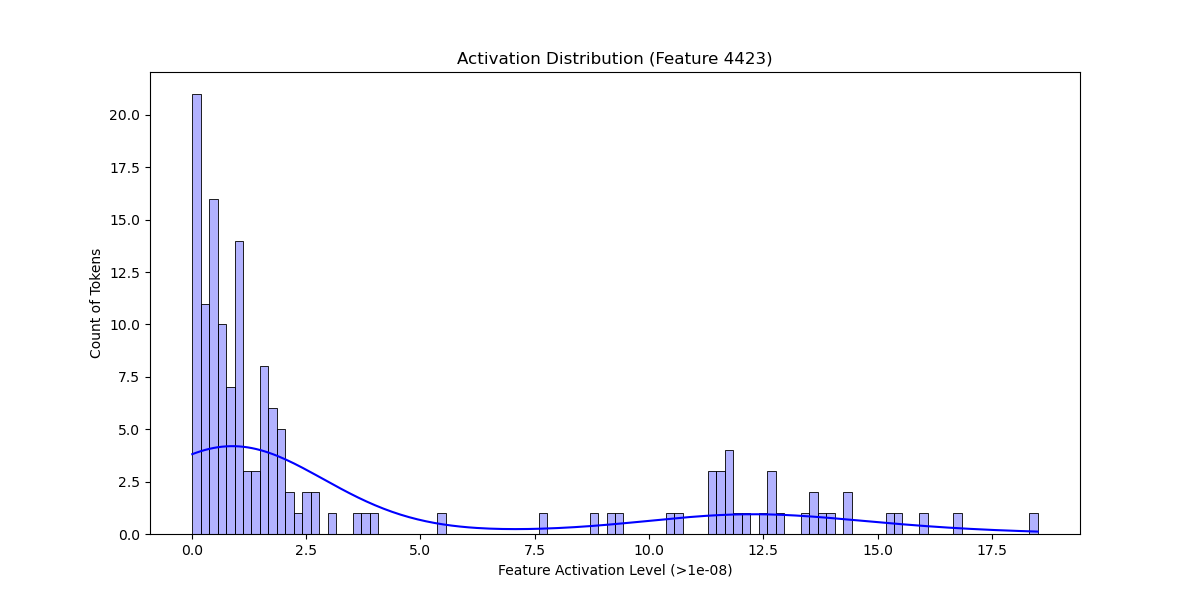 Activation Distribution (Feature 4423)
Count of Tokens
20.0
17.5
15.0
12.5
10.0
7.5
5.0
2.5
0.0
0.0 2.5 5.0 7.5 10.0 12.5 15.0 17.5
Feature Activation Level (>1e-08)